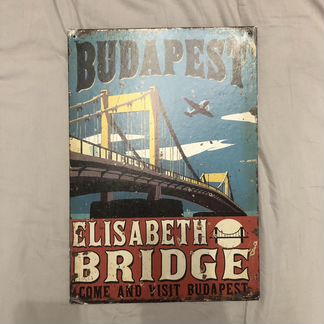 BUDAPEST
ELISABETH
BRIDGE
COME AND VISIT BUDAPEST